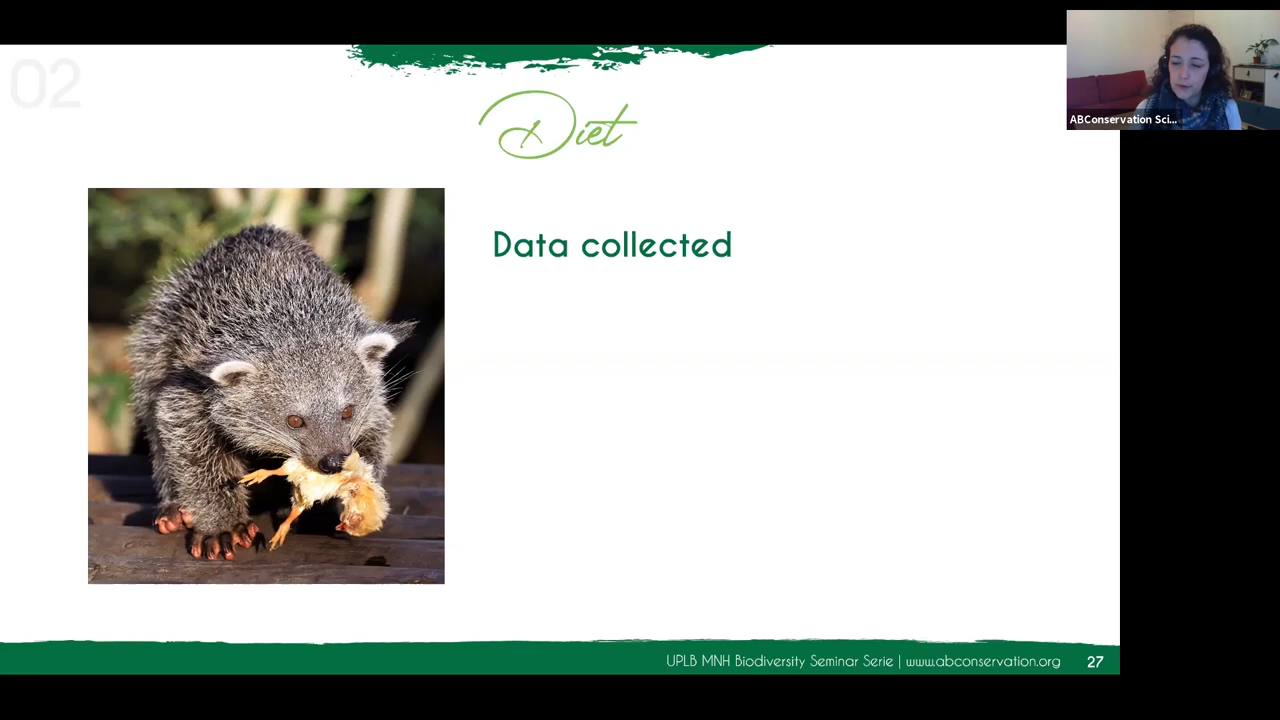 02
Diet
Data collected
ABConservation Sci...
UPLB MNH Biodiversity Seminar Serie | www.abconservation.org 27